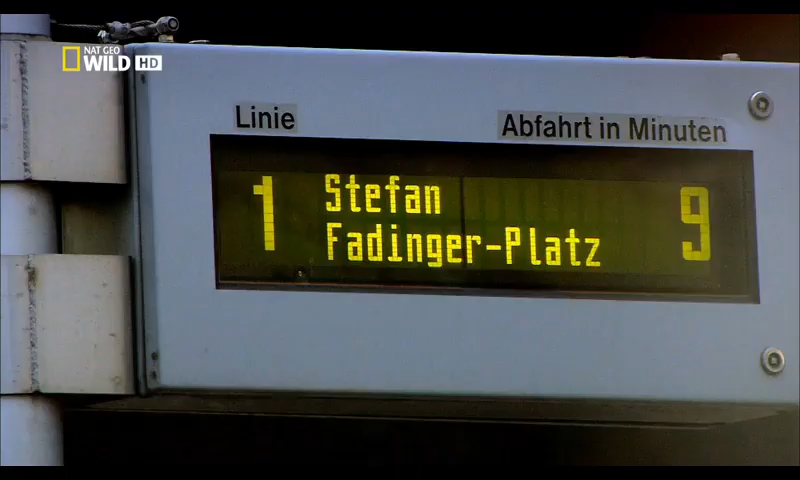 NAT GEO
WILD HD
Linie
Abfahrt in Minuten
1 Stefan Fadinger-Platz 9